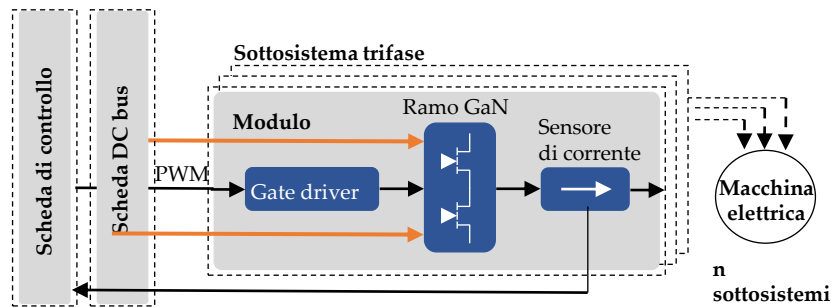 Scheda di controllo
Scheda DC bus
Sottosistema trifase
Modulo
Ramo GaN
Sensore
di corrente
PWM
Gate driver
Macchina
elettrica
n
sottosistemi